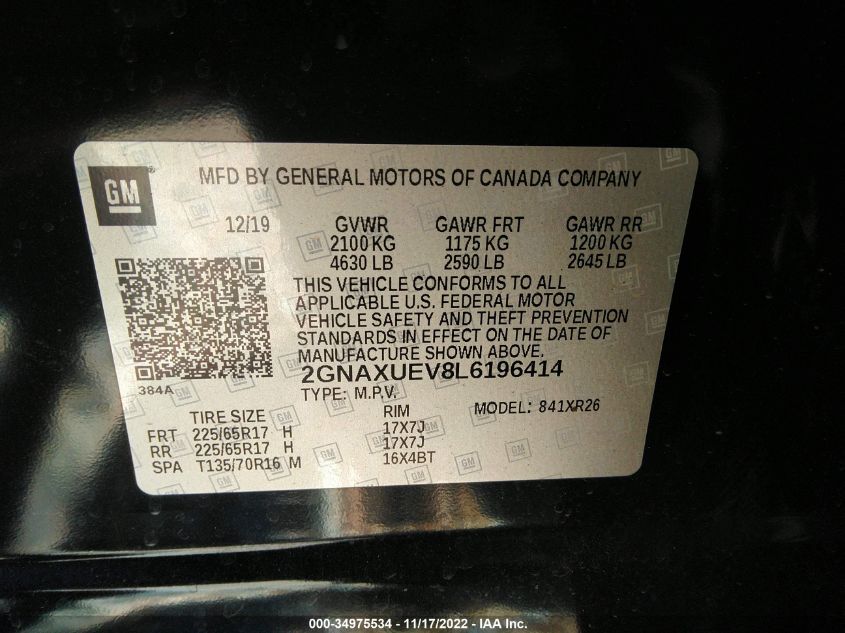 GM
MFD BY GENERAL MOTORS OF CANADA COMPANY
12/19 GVWR GAWR FRT GAWR RR
2100 KG 1175 KG 1200 KG
4630 LB 2590 LB 2645 LB
THIS VEHICLE CONFORMS TO ALL
APPLICABLE U.S. FEDERAL MOTOR
VEHICLE SAFETY AND THEFT PREVENTION
STANDARDS IN EFFECT ON THE DATE OF
MANUFACTURE SHOWN ABOVE.
2GNAXUEV8L6196414
384A
TYPE: M.P.V. MODEL: 841XR26
TIRE SIZE RIM
FRT 225/65R17 H 17X7J
RR 225/65R17 H 17X7J
SPA T135/70R16 M 16X4BT
000-34975534 - 11/17/2022 - IAA Inc.